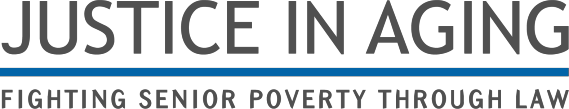 JUSTICE IN AGING
FIGHTING SENIOR POVERTY THROUGH LAW